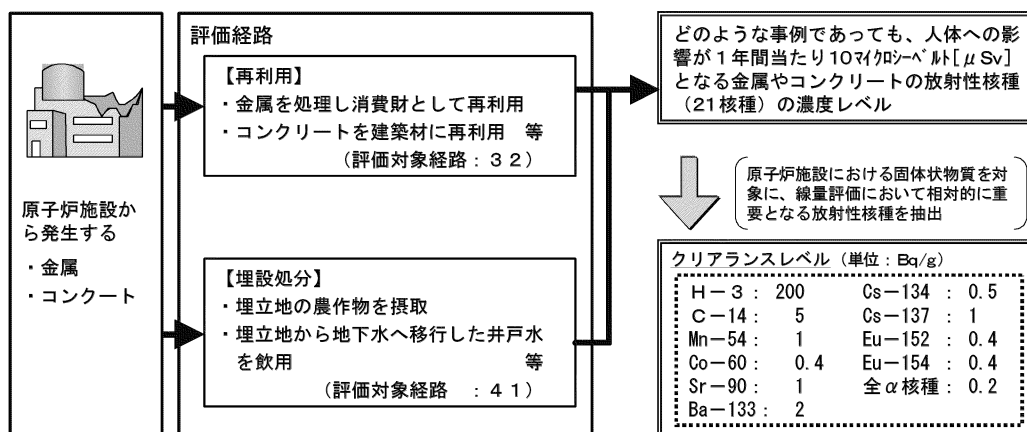 原子炉施設か
ら発生する
・金属
・コンクート
評価経路
【再利用】
・金属を処理し消費財として再利用
・コンクリートを建築材に再利用 等
(評価対象経路:32)
【埋設処分】
・埋立地の農作物を摂取
・埋立地から地下水へ移行した井戸水
を飲用 等
(評価対象経路 :41)
どのような事例であっても、人体への影
響が1年間当たり10マイクロシーベルト[μSv]
となる金属やコンクリートの放射性核種
(21核種)の濃度レベル
原子炉施設における固体状物質を対
象に、線量評価において相対的に重
要となる放射性核種を抽出
クリアランスレベル(単位:Bq/g)
H-3: 200 Cs-134 : 0.5
C-14: 5 Cs-137 : 1
Mn-54: 1 Eu-152 : 0.4
Co-60: 0.4 Eu-154 : 0.4
Sr-90: 1 全α核種: 0.2
Ba-133: 2